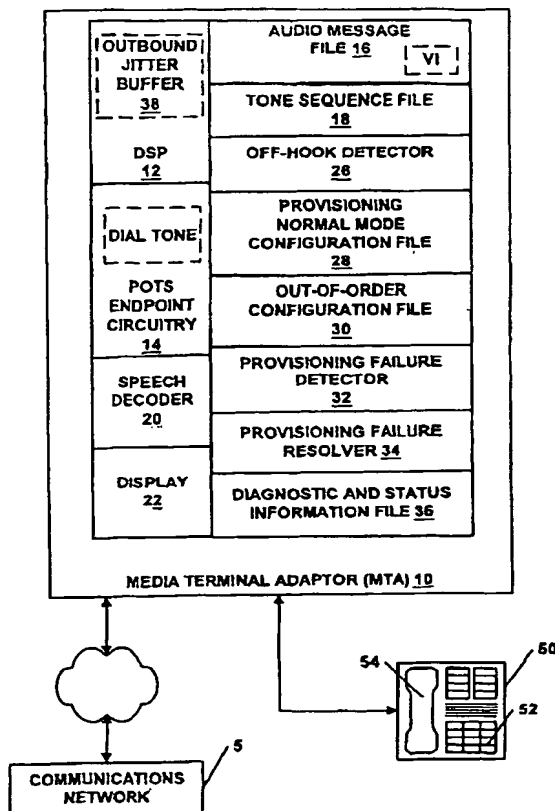 OUTBOUND
JITTER
BUFFER
38
DSP
12
DIAL TONE
POTS
ENDPOINT
CIRCUITRY
14
SPEECH
DECODER
20
DISPLAY
22
AUDIO MESSAGE
FILE 16
VI
TONE SEQUENCE FILE
18
OFF-HOOK DETECTOR
26
PROVISIONING
NORMAL MODE
CONFIGURATION FILE
28
OUT-OF-ORDER
CONFIGURATION FILE
30
PROVISIONING FAILURE
DETECTOR
32
PROVISIONING FAILURE
RESOLVER 34
DIAGNOSTIC AND STATUS
INFORMATION FILE 36
MEDIA TERMINAL ADAPTOR (MTA) 10
54
50
52
5
COMMUNICATIONS
NETWORK